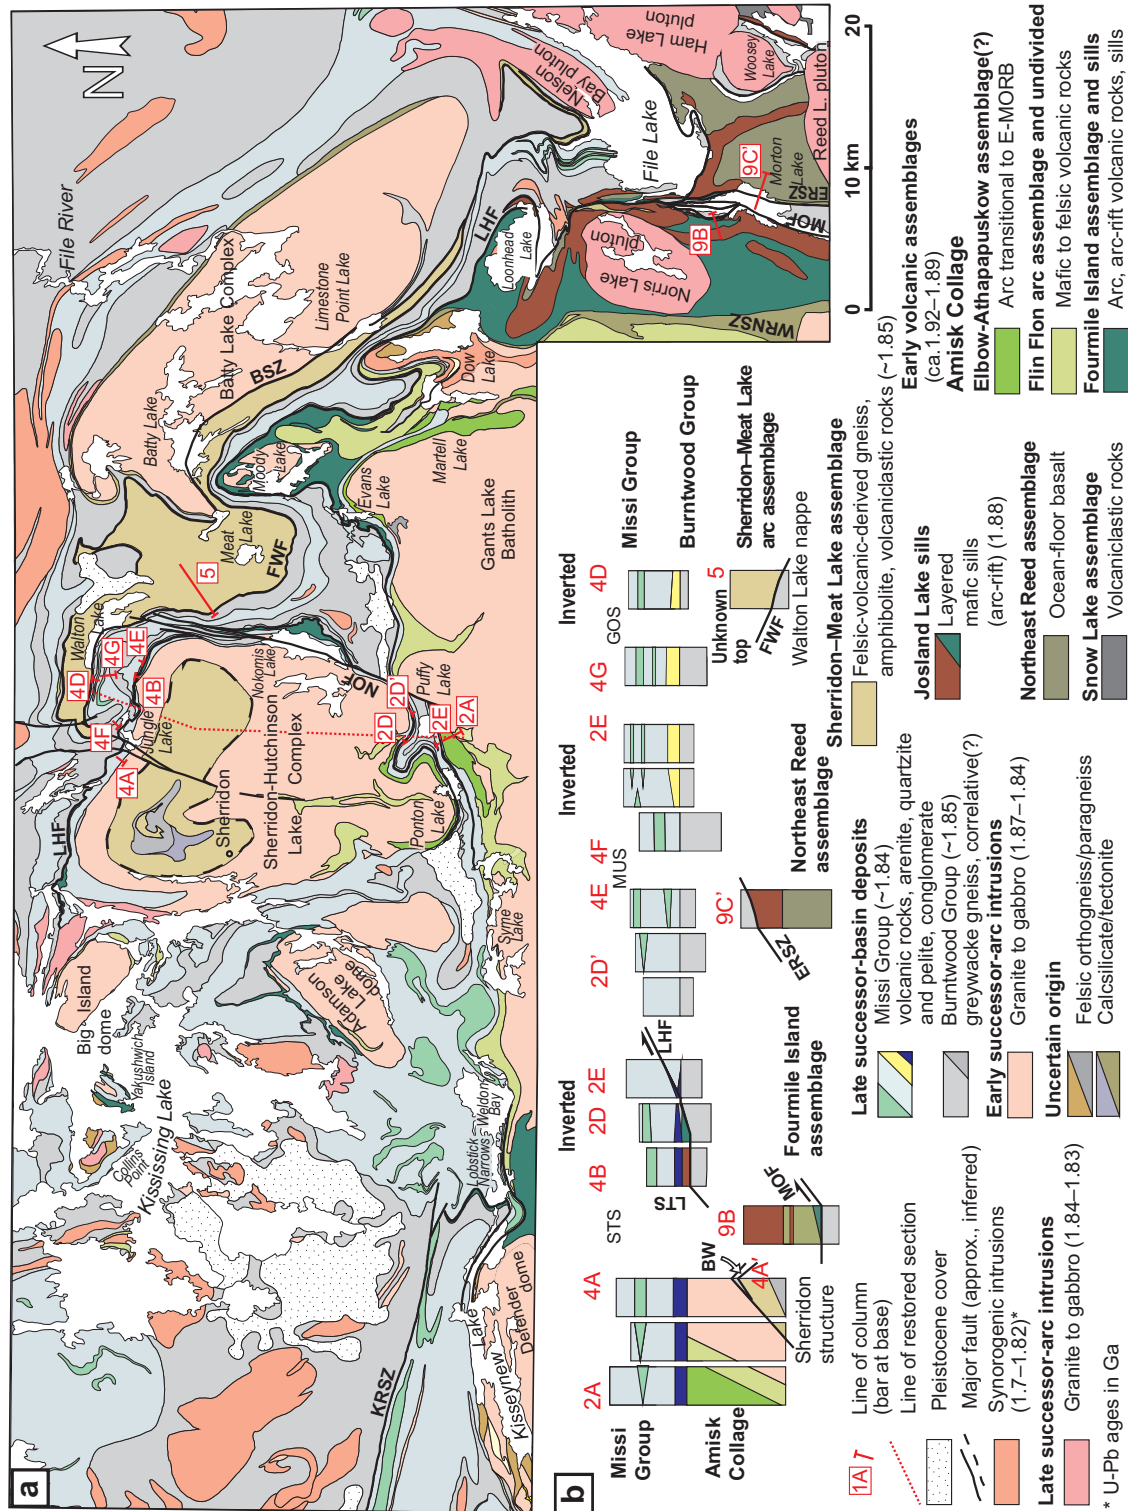 a
N
File River
Kississing Lake
Collins
Point
Yakushwich
Island
Big
Island
dome
Adamson
Lake
dome
Lobstick
Narrows
Weldon
Bay
Kisseynew
Lake
Defender
dome
KRSZ
Syme
Lake
LHF
4A
4F
4B
4D
4G
4E
5
Walton
Lake
Jungle
Lake
Sherridon
Sherridon-Hutchinson
Lake
Complex
Nokomis
Lake
NOF
Ponton
Lake
Puffy
Lake
2D
2D'
2E
2A
Meat
Lake
FWF
Batty Lake
Batty Lake Complex
Limestone
Point Lake
BSZ
Moody
Lake
Evans
Lake
Martell
Lake
Dow
Lake
Gants Lake
Batholith
LHF
Loonhead
Lake
Nelson
Bay pluton
Ham Lake
pluton
Woosey
Lake
Reed L. pluton
File Lake
Morton
Lake
Norris Lake
pluton
9B
9C'
MOF
ERSZ
WRNSZ
0
10 km
20
b
Missi
Group
Amisk
Collage
2A
4A
BW
4A'
Sherridon
structure
STS
9B
MOF
Fourmile Island
assemblage
Inverted
4B
2D
2E
LTS
LHF
2D'
4E
MUS
4F
9C'
ERSZ
Northeast Reed
assemblage
Inverted
2E
4G
GOS
4D
Inverted
Missi Group
Burntwood Group
Sherridon–Meat Lake
arc assemblage
Unknown
top
5
FWF
Walton Lake nappe
1A
Line of column
(bar at base)
Line of restored section
Pleistocene cover
Major fault (approx., inferred)
Synorogenic intrusions
(1.7–1.82)*
Late successor-arc intrusions
Granite to gabbro (1.84–1.83)
* U-Pb ages in Ga
Late successor-basin deposits
Missi Group (~1.84)
volcanic rocks, arenite, quartzite
and pelite, conglomerate
Burntwood Group (~1.85)
greywacke gneiss, correlative(?)
Early successor-arc intrusions
Granite to gabbro (1.87–1.84)
Uncertain origin
Felsic orthogneiss/paragness
Calcsilicate/tectonite
Sherridon–Meat Lake assemblage
Felsic-volcanic-derived gneiss,
amphibolite, volcaniclastic rocks (~1.85)
Josland Lake sills
Layered
mafic sills
(arc-rift) (1.88)
Northeast Reed assemblage
Ocean-floor basalt
Snow Lake assemblage
Volcaniclastic rocks
Early volcanic assemblages
(ca.1.92–1.89)
Amisk Collage
Elbow-Athapapuskow assemblage(?)
Arc transitional to E-MORB
Flin Flon arc assemblage and undivided
Mafic to felsic volcanic rocks
Fourmile Island assemblage and sills
Arc, arc-rift volcanic rocks, sills